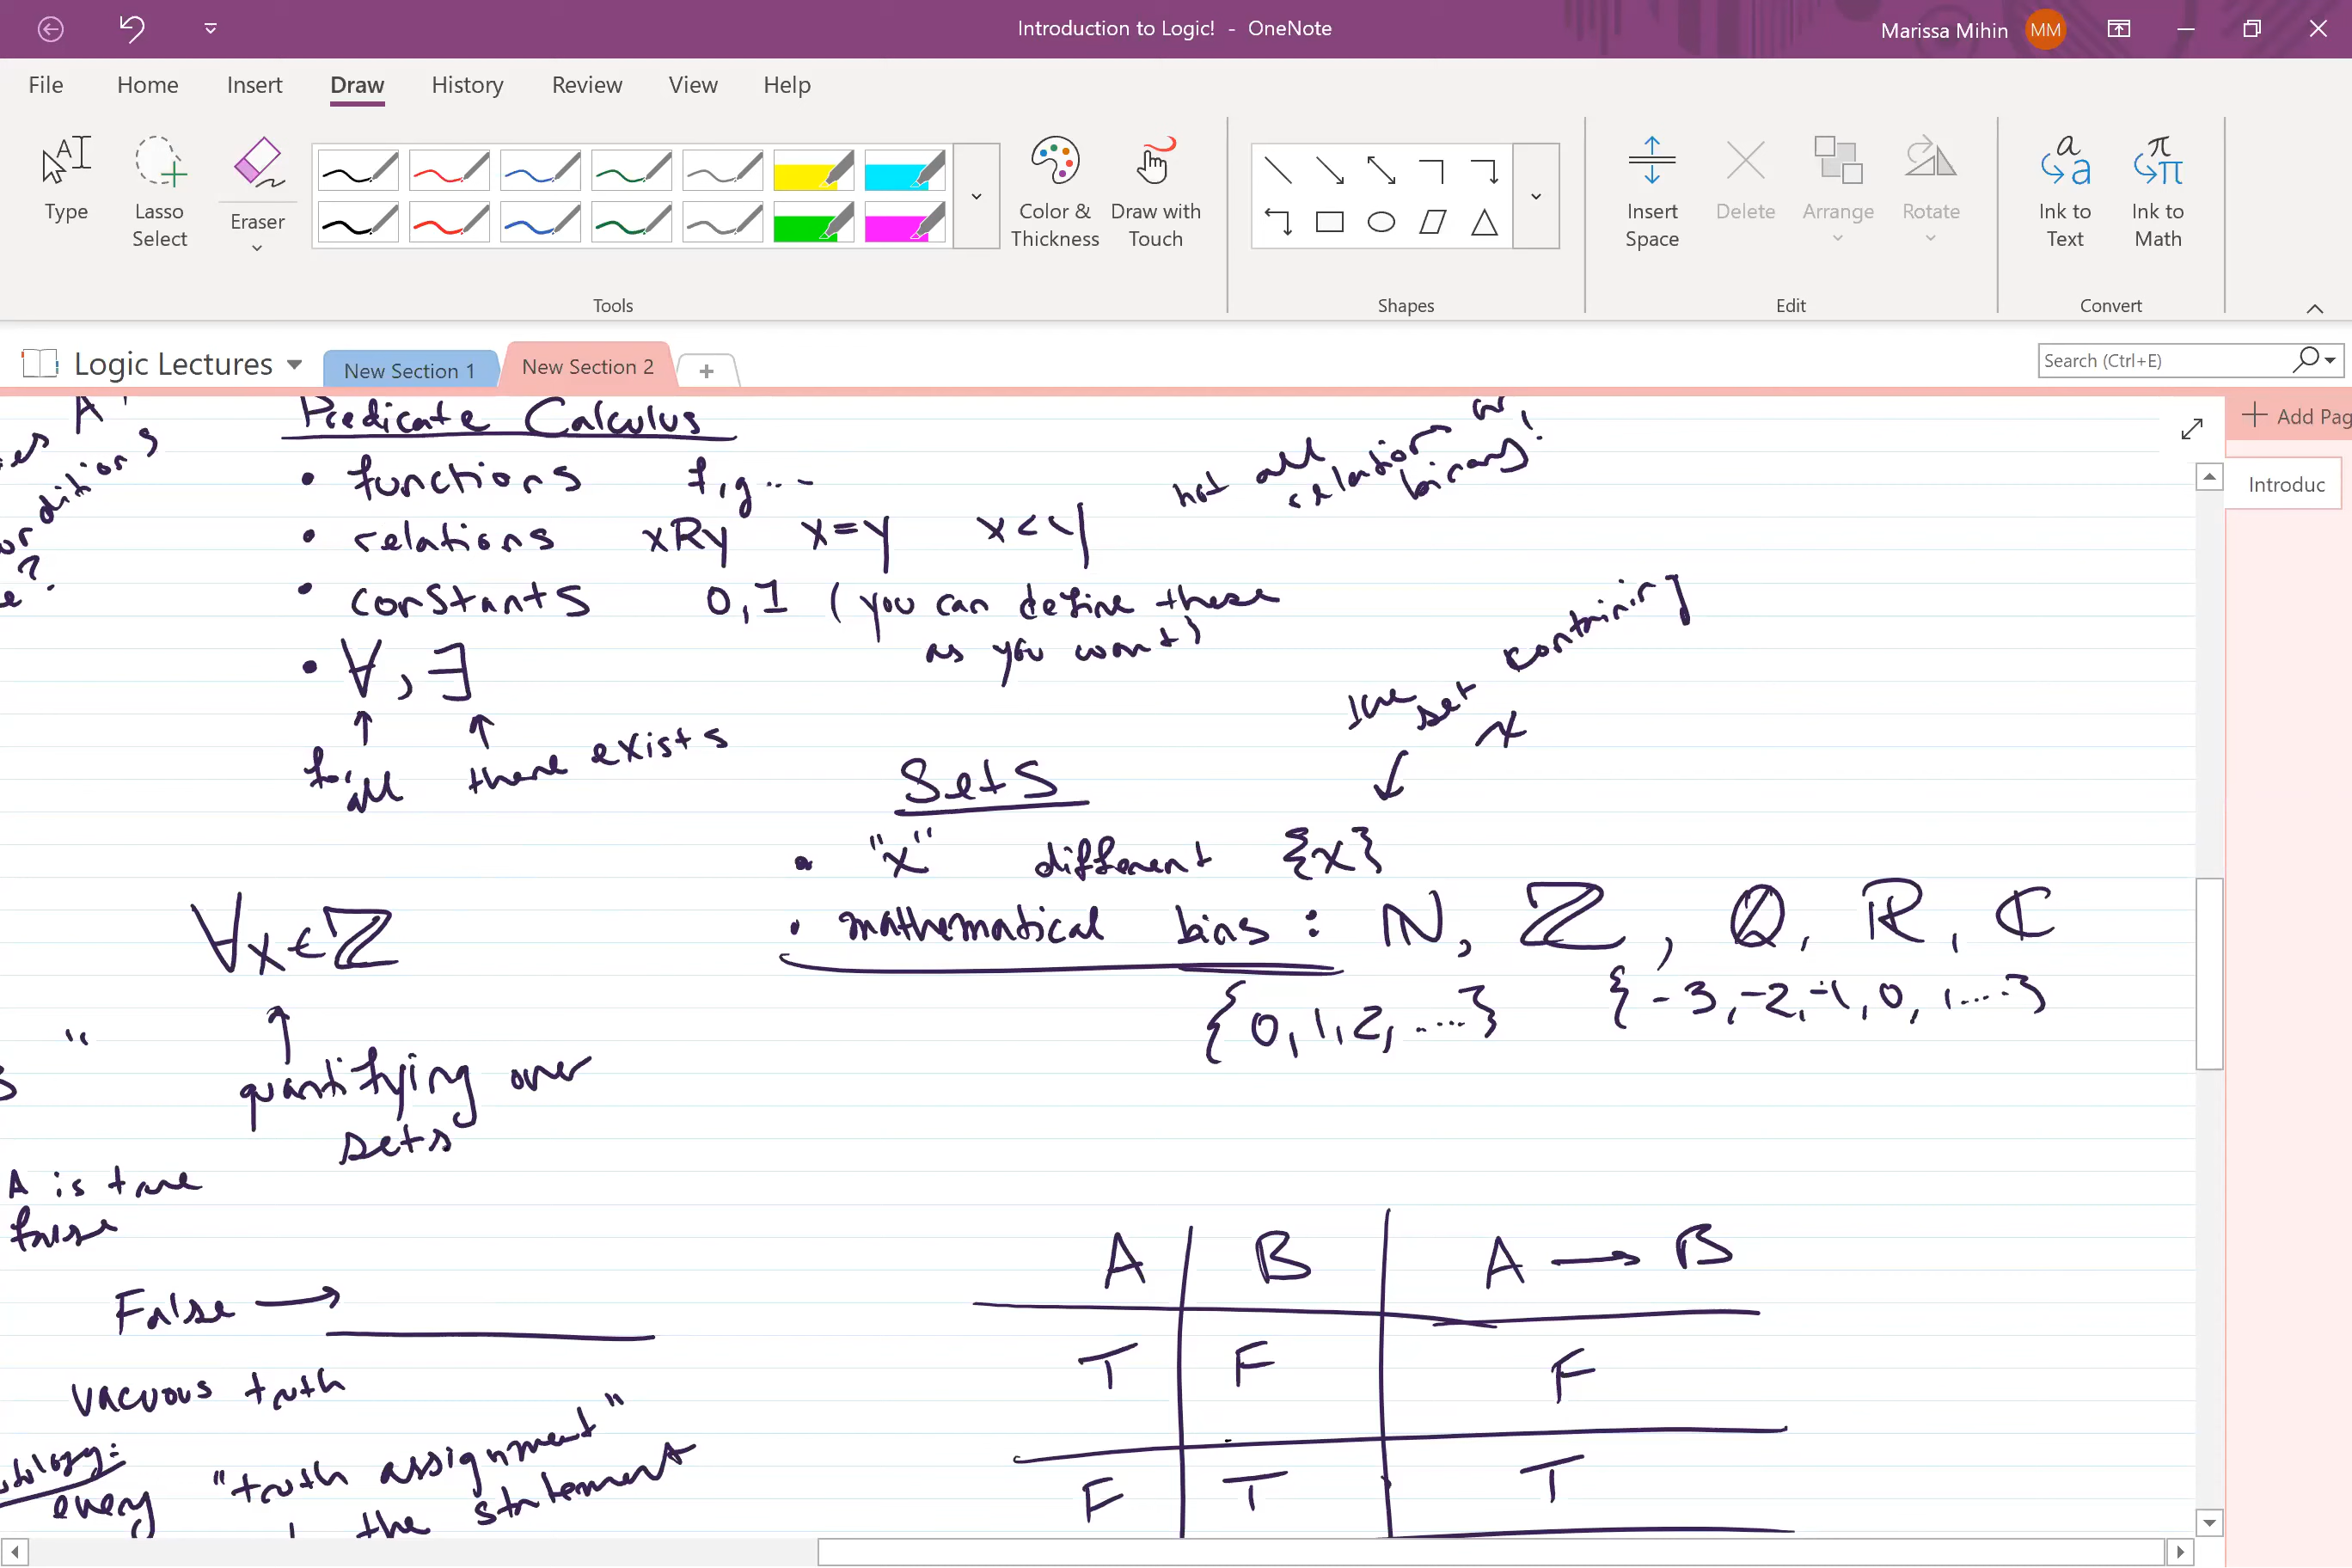 Introduction to Logic! - OneNote
Marissa Mihin MM
File Home Insert Draw History Review View Help
Type
Lasso Select
Eraser
Color & Thickness
Draw with Touch
Tools
Shapes
Insert Space
Delete
Arrange
Rotate
Edit
a
a
Ink to Text
π
π
Ink to Math
Convert
Logic Lectures
New Section 1
New Section 2
+
Search (Ctrl+E)
Add Pag
Introduc
A
Predicate Calculus
• functions f, g...
• relations xRy x=y x<y
not all
relations are
binary!
• constants 0,1 (you can define these
as you want)
• ∀, ∃
↑ ↑
for all there exists
the set containing
x
↓
Sets
• "x" different {x}
• mathematical bias: ℕ, ℤ, ℚ, ℝ, ℂ
{0,1,2,....} {-3,-2,-1,0,1....}
∀x∈ℤ
↑
quantifying over
sets
A is true
false
False →
vacuous truth
every "truth assignment"
the statement
A B A → B
T F F
F T T